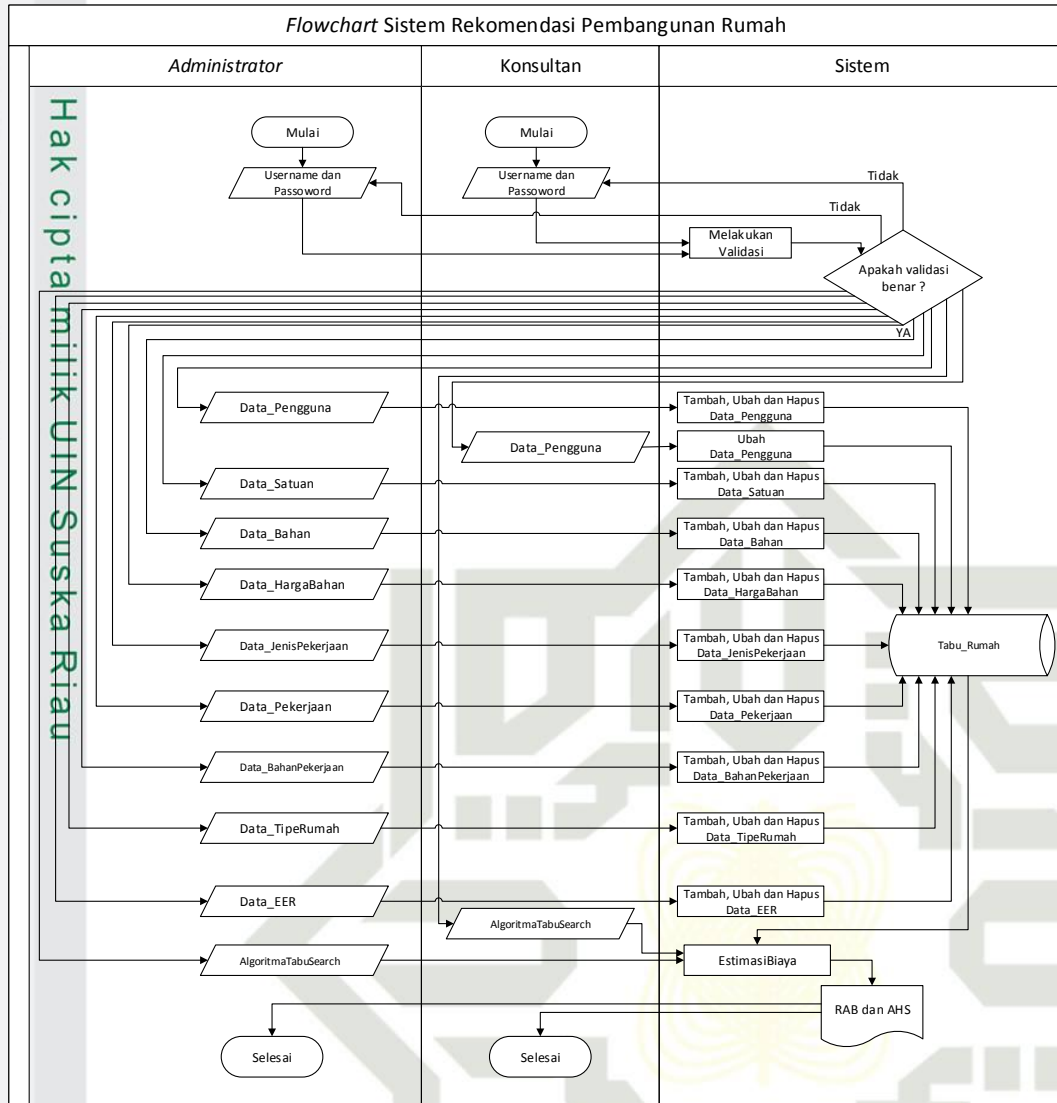 Flowchart Sistem Rekomendasi Pembangunan Rumah
Administrator
Konsultan
Sistem
Hak cipta milik UIN Suska Riau
Mulai
Mulai
Username dan
Passoword
Username dan
Passoword
Tidak
Tidak
Melakukan
Validasi
Apakah validasi
benar ?
YA
Data_Pengguna
Tambah, Ubah dan Hapus
Data_Pengguna
Data_Pengguna
Ubah
Data_Pengguna
Data_Satuan
Tambah, Ubah dan Hapus
Data_Satuan
Data_Bahan
Tambah, Ubah dan Hapus
Data_Bahan
Data_HargaBahan
Tambah, Ubah dan Hapus
Data_HargaBahan
Data_JenisPekerjaan
Tambah, Ubah dan Hapus
Data_JenisPekerjaan
Tabu_Rumah
Data_Pekerjaan
Tambah, Ubah dan Hapus
Data_Pekerjaan
Data_BahanPekerjaan
Tambah, Ubah dan Hapus
Data_BahanPekerjaan
Data_TipeRumah
Tambah, Ubah dan Hapus
Data_TipeRumah
Data_EER
Tambah, Ubah dan Hapus
Data_EER
AlgoritmaTabuSearch
AlgoritmaTabuSearch
EstimasiBiaya
RAB dan AHS
Selesai
Selesai